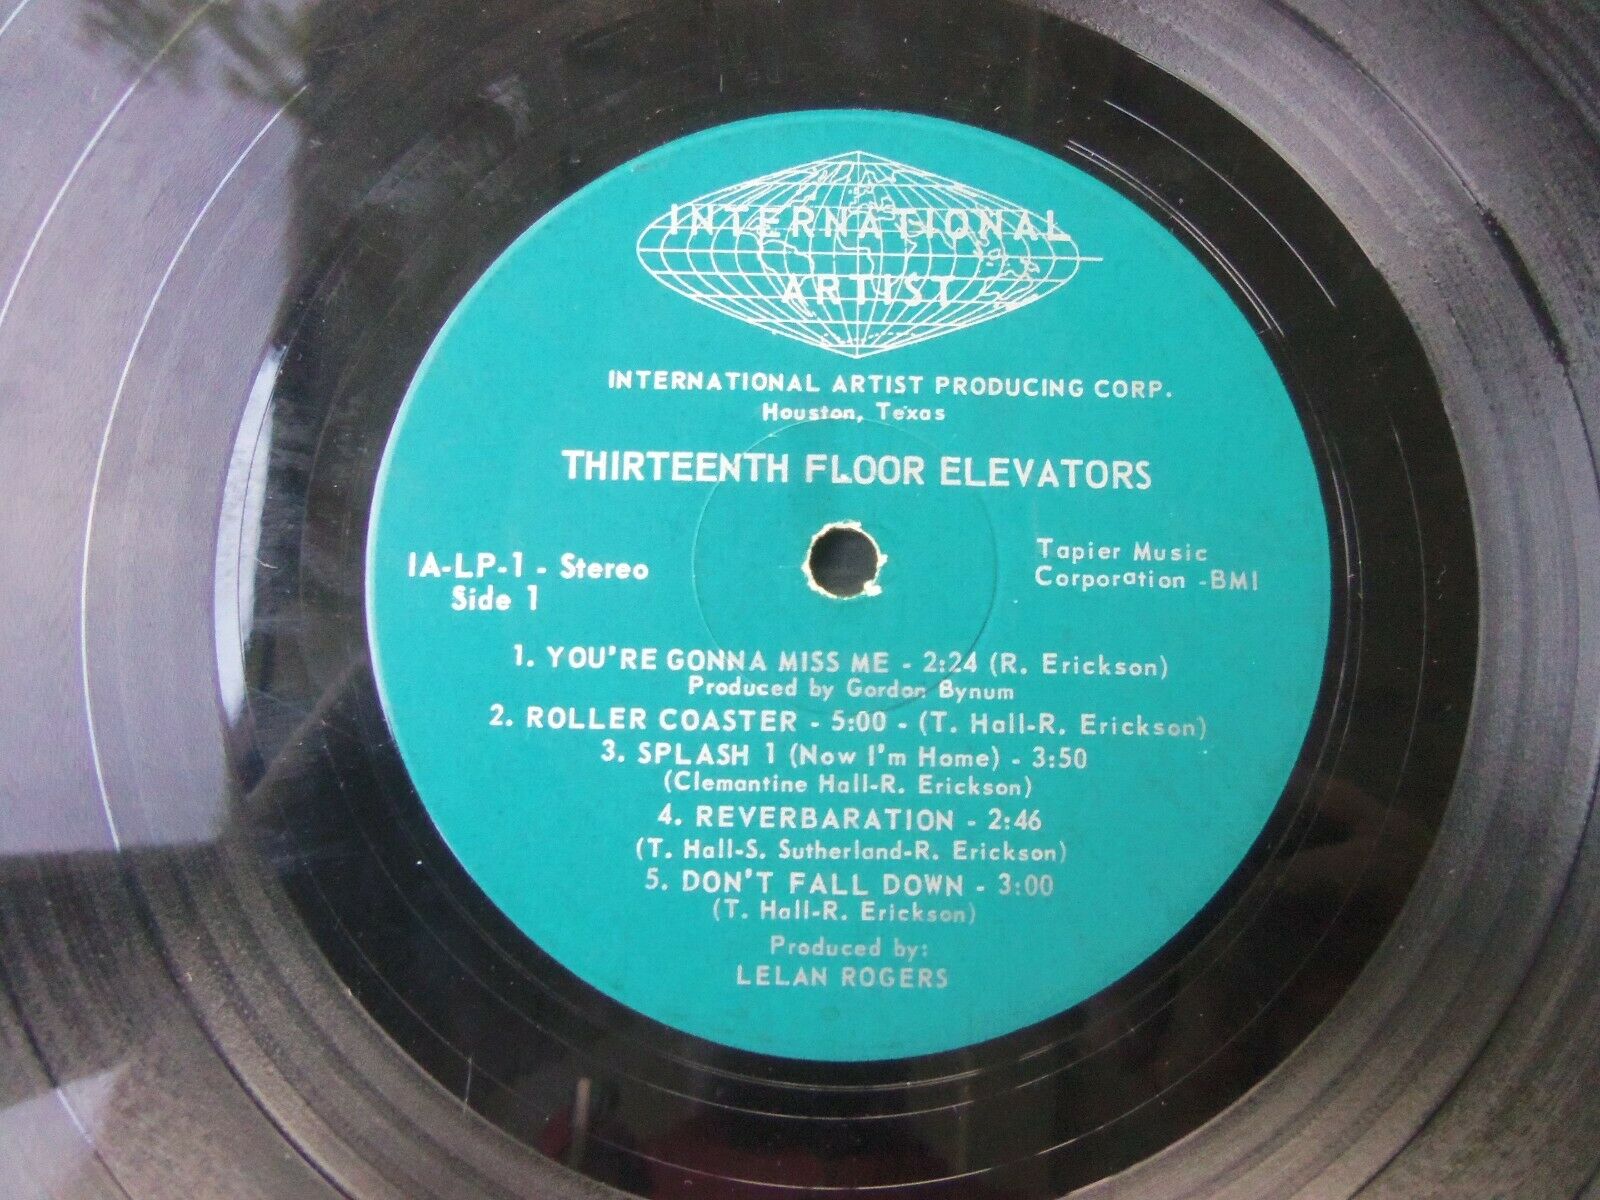 INTERNATIONAL
ARTIST
INTERNATIONAL ARTIST PRODUCING CORP.
Houston, Texas
THIRTEENTH FLOOR ELEVATORS
IA-LP-1 - Stereo
Side 1
Tapier Music
Corporation -BMI
1. YOU'RE GONNA MISS ME - 2:24 (R. Erickson)
Produced by Gordon Bynum
2. ROLLER COASTER - 5:00 - (T. Hall-R. Erickson)
3. SPLASH 1 (Now I'm Home) - 3:50
(Clemantine Hall-R. Erickson)
4. REVERBARATION - 2:46
(T. Hall-S. Sutherland-R. Erickson)
5. DON'T FALL DOWN - 3:00
(T. Hall-R. Erickson)
Produced by:
LELAN ROGERS